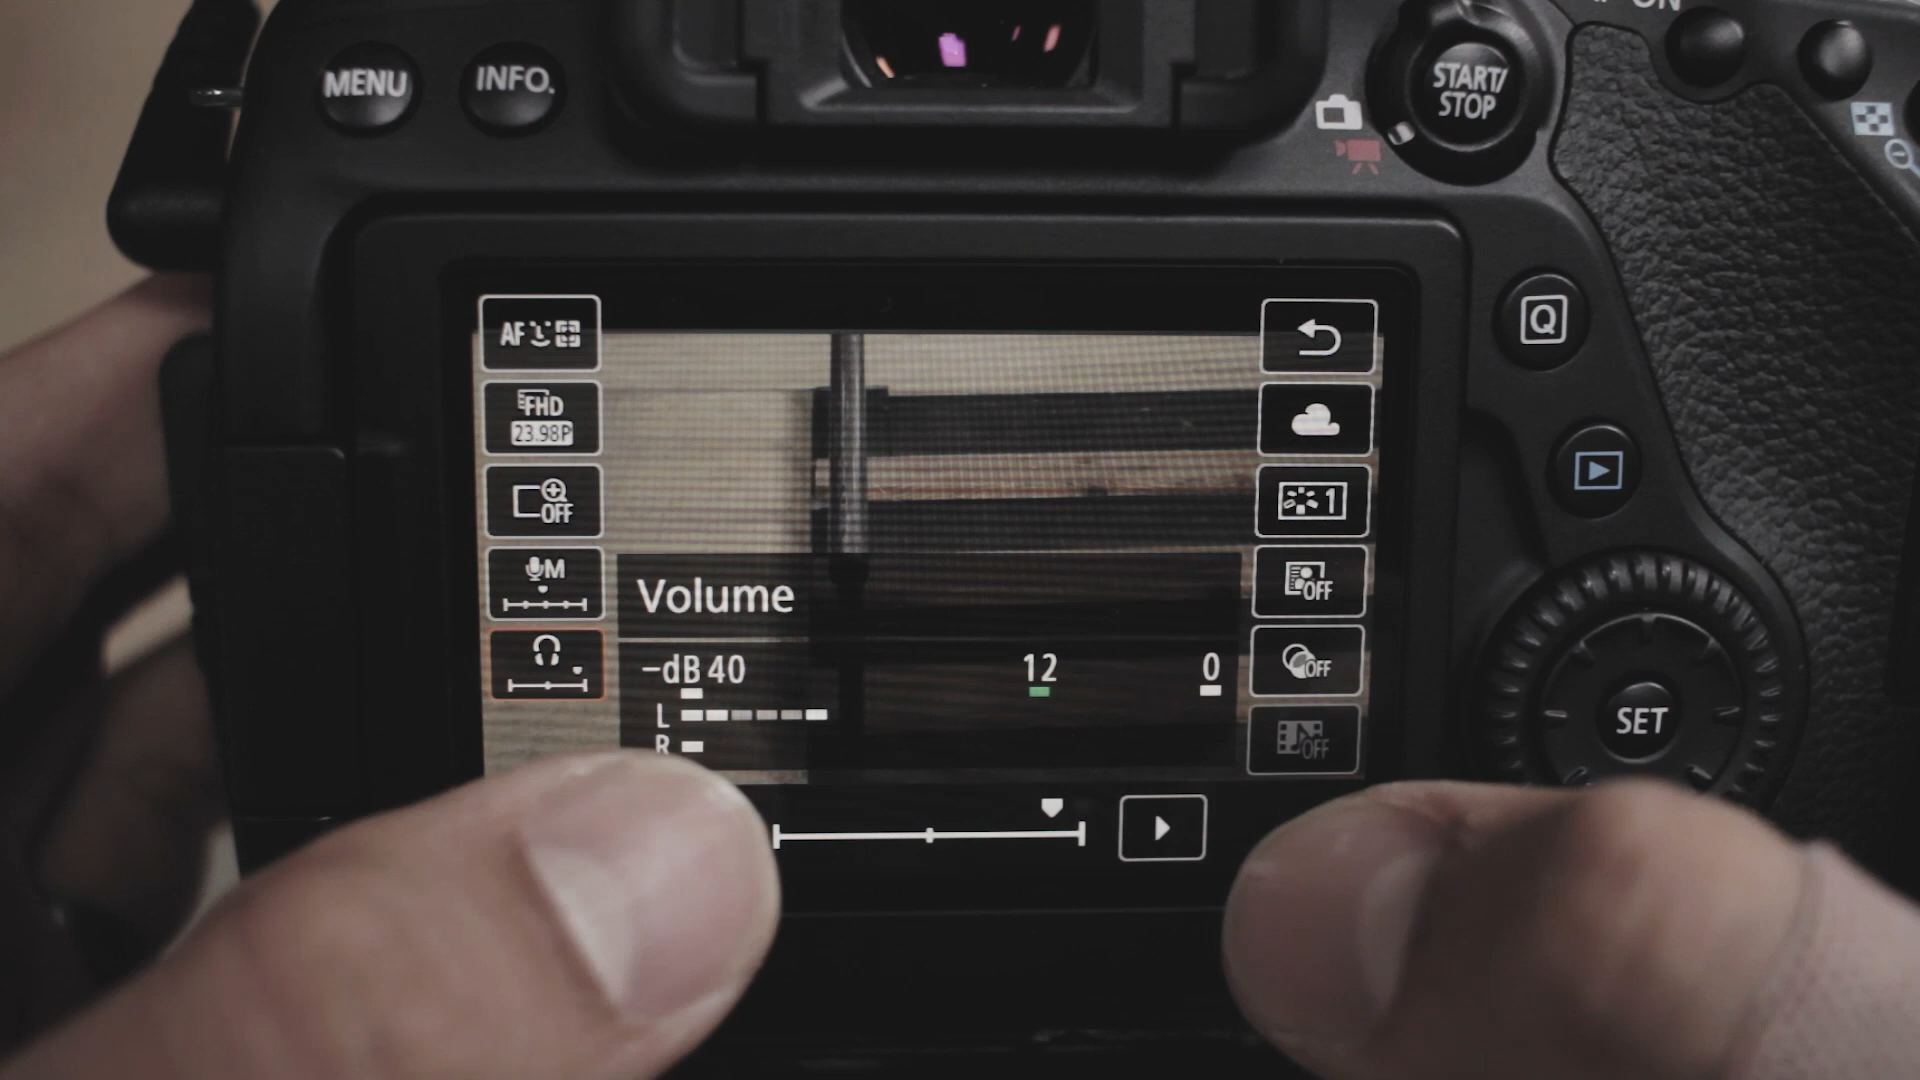 ON
MENU
INFO.
START/
STOP
Q
AF
FHD
23.98P
OFF
M
1
OFF
OFF
OFF
Volume
-dB 40 12 0
L
R
SET